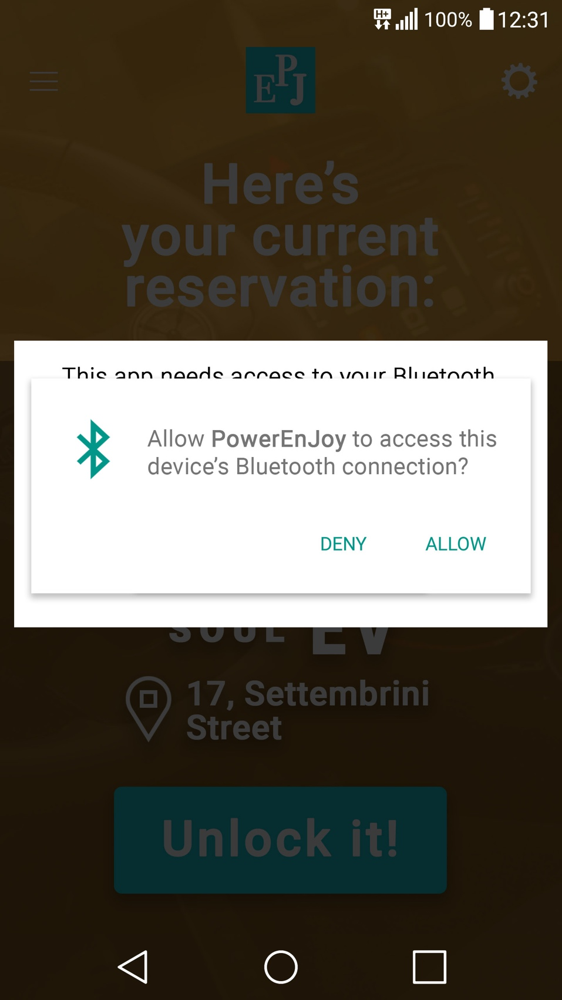 H+ 100% 12:31
EPJ
Here’s
your current
reservation:
This app needs access to your Bluetooth
Allow PowerEnJoy to access this
device’s Bluetooth connection?
DENY ALLOW
SOUL EV
17, Settembrini
Street
Unlock it!